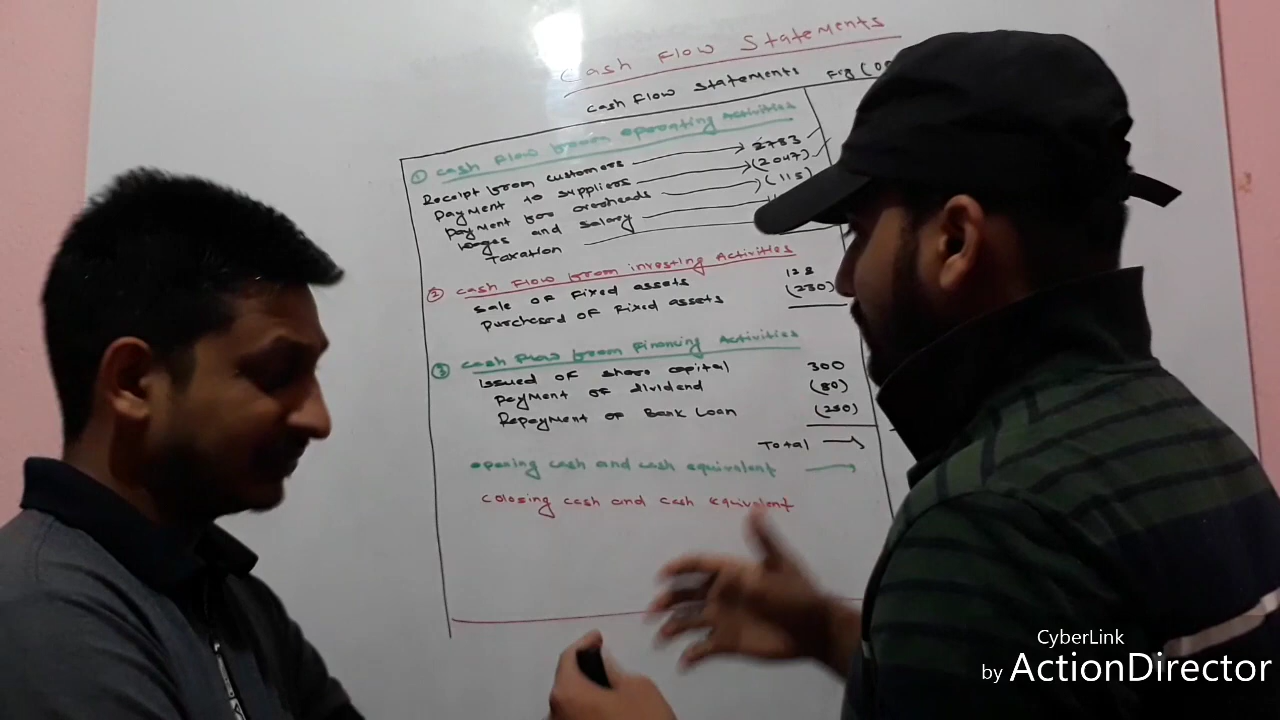 Cash Flow Statements
Cash Flow Statements Fig (00
① Cash Flow from operating Activities
Receipt from customers 2783
Payment to suppliers (2047)
Payment for overheads (115)
Wages and salary
Taxation
② Cash Flow from investing Activities
Sale of Fixed assets 128
Purchased of Fixed assets (230)
③ Cash Flow from Financing Activities
Issued of share capital 300
Payment of dividend (80)
Repayment of Bank Loan (250)
Total →
opening cash and cash equivalent →
Colosing cash and cash Equivalent
CyberLink
by ActionDirector